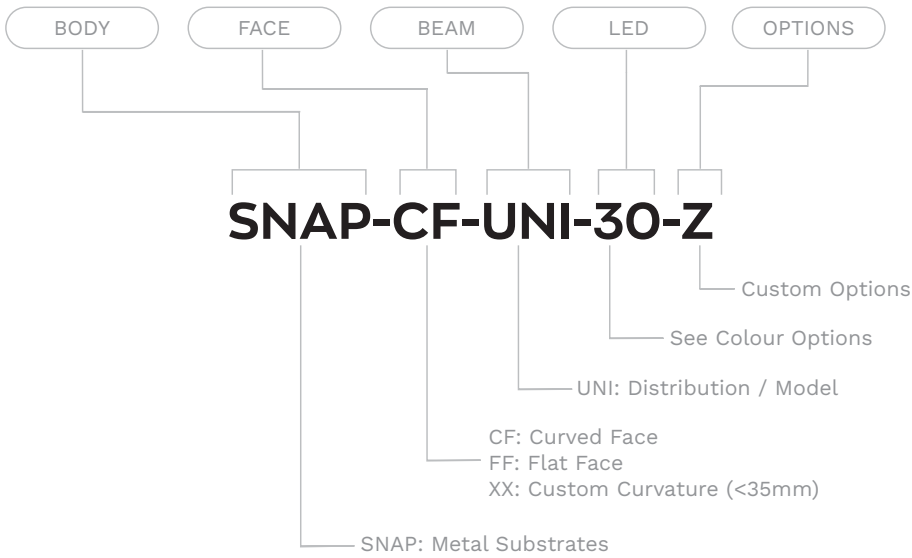 BODY FACE BEAM LED OPTIONS
SNAP-CF-UNI-30-Z
Custom Options
See Colour Options
UNI: Distribution / Model
CF: Curved Face
FF: Flat Face
XX: Custom Curvature (<35mm)
SNAP: Metal Substrates